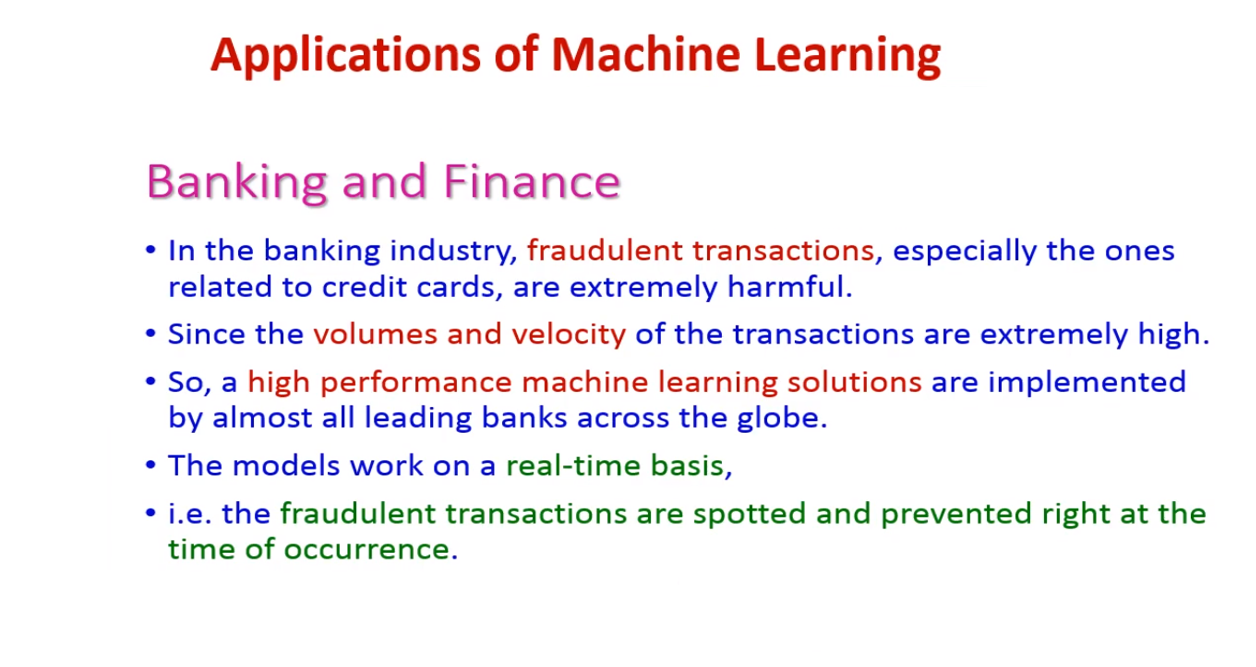 Applications of Machine Learning
Banking and Finance
• In the banking industry, fraudulent transactions, especially the ones
related to credit cards, are extremely harmful.
• Since the volumes and velocity of the transactions are extremely high.
• So, a high performance machine learning solutions are implemented
by almost all leading banks across the globe.
• The models work on a real-time basis,
• i.e. the fraudulent transactions are spotted and prevented right at the
time of occurrence.